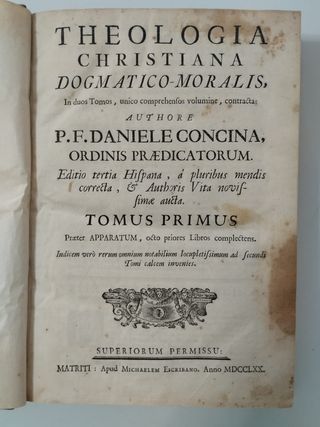 THEOLOGIA
CHRISTIANA
DOGMATICO-MORALIS,
In duos Tomos, unico comprehensos volumine, contracta:
AUTHORE
P. F. DANIELE CONCINA,
ORDINIS PRÆDICATORUM.
Editio tertia Hispana, à pluribus mendis
correcta, & Authoris Vita novis-
simæ aucta.
TOMUS PRIMUS
Præter APPARATUM, octo priores Libros complectens.
Indicem verò rerum omnium notabilium locupletissimum ad secundi
Tomi calcem invenies.
SUPERIORUM PERMISSU:
MATRITI: Apud MICHAELEM ESCRIBANO. Anno MDCCLXX.